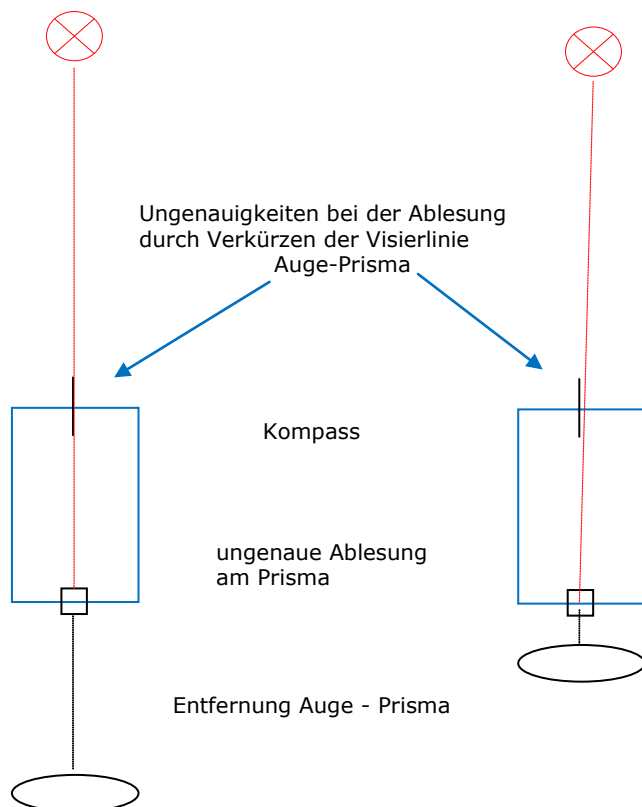 Ungenauigkeiten bei der Ablesung
durch Verkürzen der Visierlinie
Auge-Prisma
Kompass
ungenaue Ablesung
am Prisma
Entfernung Auge - Prisma